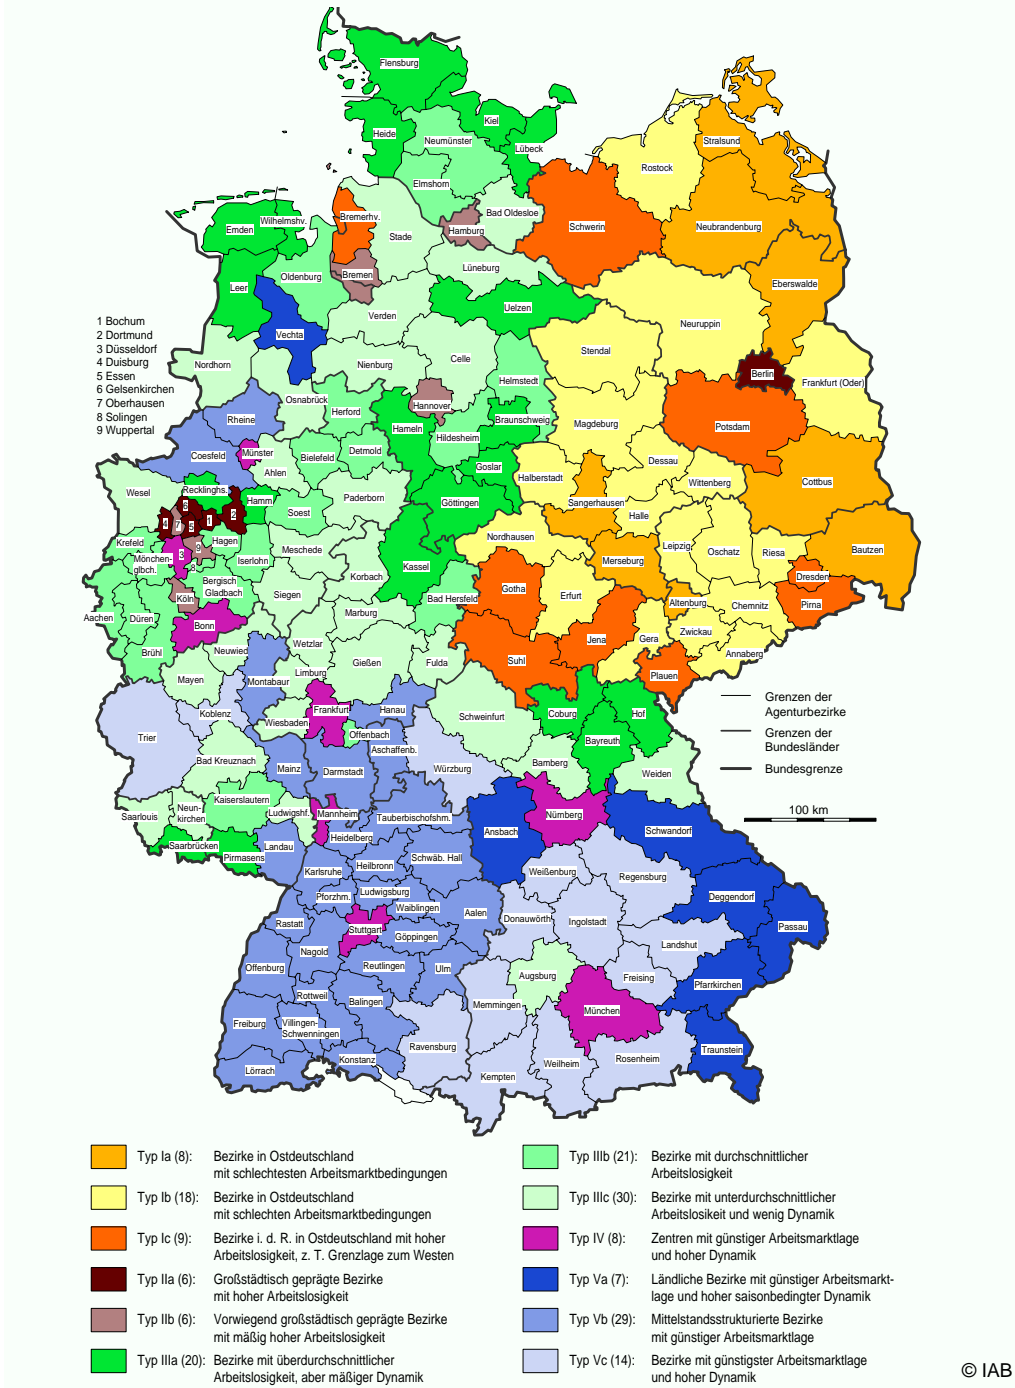 Flensburg
Kiel
Heide
Neumünster
Lübeck
Stralsund
Rostock
Elmshorn
Bad Oldesloe
Wilhelmshv.
Emden
Bremerhv.
Hamburg
Schwerin
Neubrandenburg
Stade
Lüneburg
Oldenburg
Bremen
Leer
Eberswalde
Uelzen
Verden
Neuruppin
Vechta
1 Bochum
2 Dortmund
3 Düsseldorf
4 Duisburg
5 Essen
6 Gelsenkirchen
7 Oberhausen
8 Solingen
9 Wuppertal
Nordhorn
Nienburg
Celle
Stendal
Berlin
Frankfurt (Oder)
Helmstedt
Osnabrück
Herford
Hannover
Rheine
Hameln
Braunschweig
Magdeburg
Potsdam
Hildesheim
Coesfeld
Münster
Bielefeld
Detmold
Ahlen
Goslar
Halberstadt
Dessau
Wittenberg
Cottbus
Wesel
Recklinghs.
Hamm
Paderborn
Göttingen
Sangerhausen
Halle
Soest
6
4
7
5
1
2
Krefeld
Hagen
Nordhausen
Leipzig
Oschatz
Riesa
Bautzen
Mönchen-
glbch.
3
9
8
Iserlohn
Meschede
Korbach
Kassel
Merseburg
Dresden
Bergisch
Gladbach
Köln
Siegen
Bad Hersfeld
Gotha
Erfurt
Altenburg
Chemnitz
Pirna
Aachen
Düren
Bonn
Marburg
Jena
Gera
Zwickau
Annaberg
Brühl
Neuwied
Wetzlar
Gießen
Fulda
Suhl
Plauen
Mayen
Montabaur
Limburg
Grenzen der
Agenturbezirke
Koblenz
Wiesbaden
Frankfurt
Hanau
Schweinfurt
Coburg
Hof
Trier
Offenbach
Aschaffenb.
Bayreuth
Grenzen der
Bundesländer
Bad Kreuznach
Mainz
Darmstadt
Würzburg
Bamberg
Weiden
Bundesgrenze
Kaiserslautern
Neun-
kirchen
Saarlouis
Ludwigshf.
Mannheim
Tauberbischofshm.
Nürnberg
100 km
Ansbach
Schwandorf
Saarbrücken
Pirmasens
Landau
Heidelberg
Karlsruhe
Heilbronn
Schwäb. Hall
Weißenburg
Regensburg
Pforzhm.
Ludwigsburg
Waiblingen
Deggendorf
Rastatt
Stuttgart
Göppingen
Aalen
Donauwörth
Ingolstadt
Passau
Nagold
Landshut
Offenburg
Reutlingen
Ulm
Augsburg
Freising
Pfarrkirchen
Rottweil
Balingen
Memmingen
München
Freiburg
Villingen-
Schwenningen
Ravensburg
Traunstein
Lörrach
Konstanz
Kempten
Weilheim
Rosenheim
Typ Ia (8): Bezirke in Ostdeutschland
mit schlechtesten Arbeitsmarktbedingungen
Typ Ib (18): Bezirke in Ostdeutschland
mit schlechten Arbeitsmarktbedingungen
Typ Ic (9): Bezirke i. d. R. in Ostdeutschland mit hoher
Arbeitslosigkeit, z. T. Grenzlage zum Westen
Typ IIa (6): Großstädtisch geprägte Bezirke
mit hoher Arbeitslosigkeit
Typ IIb (6): Vorwiegend großstädtisch geprägte Bezirke
mit mäßig hoher Arbeitslosigkeit
Typ IIIa (20): Bezirke mit überdurchschnittlicher
Arbeitslosigkeit, aber mäßiger Dynamik
Typ IIIb (21): Bezirke mit durchschnittlicher
Arbeitslosigkeit
Typ IIIc (30): Bezirke mit unterdurchschnittlicher
Arbeitslosikeit und wenig Dynamik
Typ IV (8): Zentren mit günstiger Arbeitsmarktlage
und hoher Dynamik
Typ Va (7): Ländliche Bezirke mit günstiger Arbeitsmarkt-
lage und hoher saisonbedingter Dynamik
Typ Vb (29): Mittelstandsstrukturierte Bezirke
mit günstiger Arbeitsmarktlage
Typ Vc (14): Bezirke mit günstigster Arbeitsmarktlage
und hoher Dynamik
© IAB